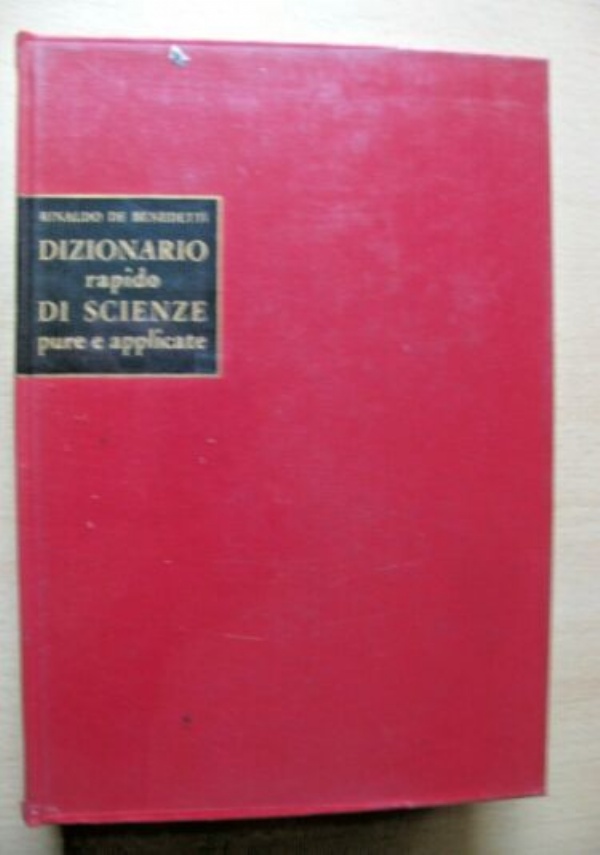 RINALDO DE BENEDETTI
DIZIONARIO
rapido
DI SCIENZE
pure e applicate